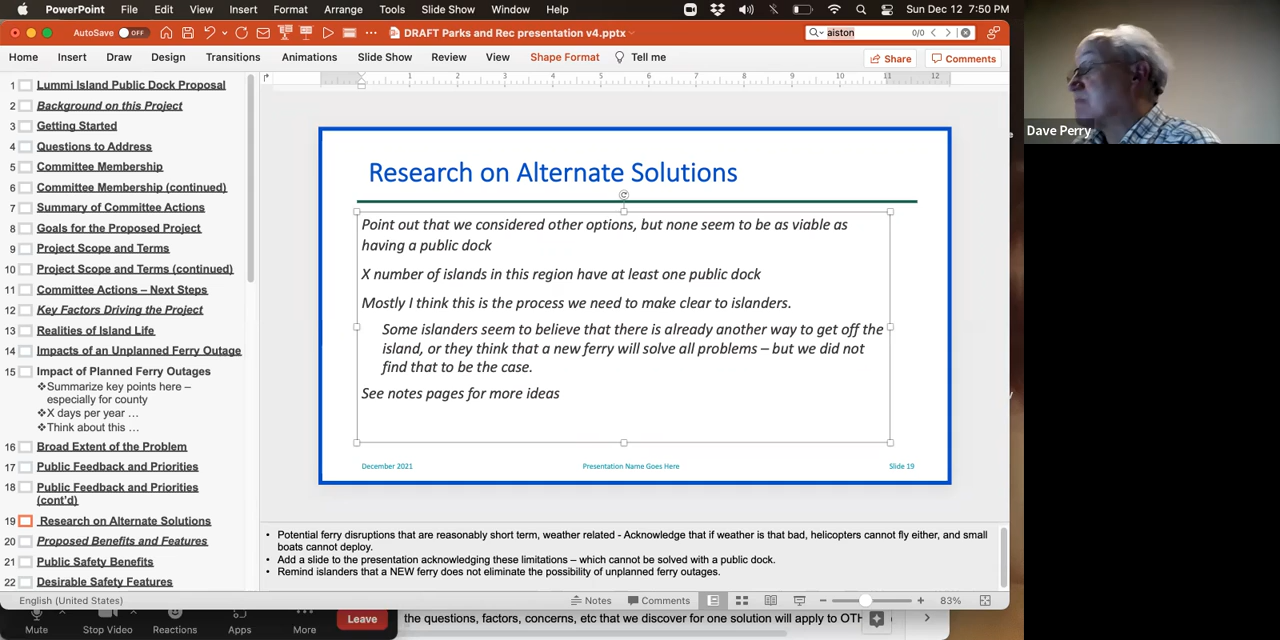 PowerPoint File Edit View Insert Format Arrange Tools Slide Show Window Help Sun Dec 12 7:50 PM
AutoSave OFF DRAFT Parks and Rec presentation v4.pptx aiston 0/0
Home Insert Draw Design Transitions Animations Slide Show Review View Shape Format Tell me Share Comments
1 2 3 4 5 6 7 8 9 10 11 12
1 Lummi Island Public Dock Proposal
2 Background on this Project
3 Getting Started
4 Questions to Address
5 Committee Membership
6 Committee Membership (continued)
7 Summary of Committee Actions
8 Goals for the Proposed Project
9 Project Scope and Terms
10 Project Scope and Terms (continued)
11 Committee Actions – Next Steps
12 Key Factors Driving the Project
13 Realities of Island Life
14 Impacts of an Unplanned Ferry Outage
15 Impact of Planned Ferry Outages
❖Summarize key points here –
especially for county
❖X days per year …
❖Think about this …
16 Broad Extent of the Problem
17 Public Feedback and Priorities
18 Public Feedback and Priorities
(cont'd)
19 Research on Alternate Solutions
20 Proposed Benefits and Features
21 Public Safety Benefits
22 Desirable Safety Features
Research on Alternate Solutions
Point out that we considered other options, but none seem to be as viable as
having a public dock
X number of islands in this region have at least one public dock
Mostly I think this is the process we need to make clear to islanders.
Some islanders seem to believe that there is already another way to get off the
island, or they think that a new ferry will solve all problems – but we did not
find that to be the case.
See notes pages for more ideas
December 2021 Presentation Name Goes Here Slide 19
• Potential ferry disruptions that are reasonably short term, weather related - Acknowledge that if weather is that bad, helicopters cannot fly either, and small
boats cannot deploy.
• Add a slide to the presentation acknowledging these limitations – which cannot be solved with a public dock.
• Remind islanders that a NEW ferry does not eliminate the possibility of unplanned ferry outages.
English (United States) Notes Comments 83%
Mute Stop Video Reactions Apps More Leave
the questions, factors, concerns, etc that we discover for one solution will apply to OTH
Dave Perry